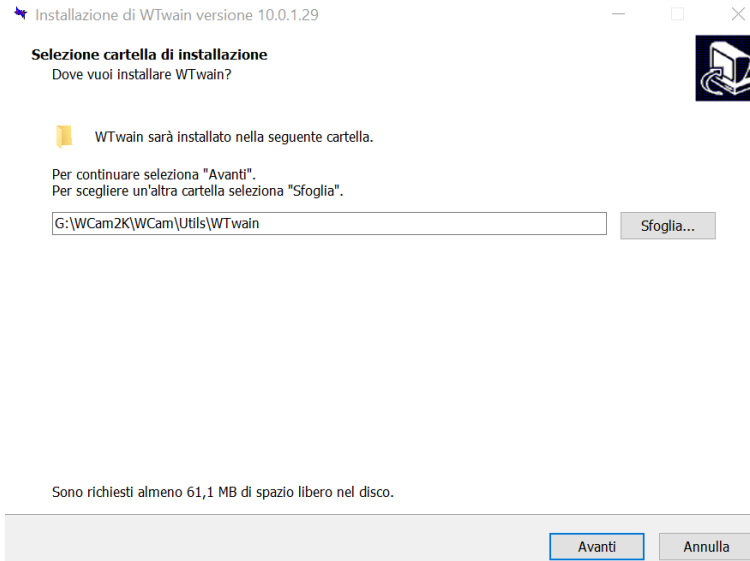 Installazione di WTwain versione 10.0.1.29
Selezione cartella di installazione
Dove vuoi installare WTwain?
WTwain sarà installato nella seguente cartella.
Per continuare seleziona "Avanti".
Per scegliere un'altra cartella seleziona "Sfoglia".
G:\WCam2K\WCam\Utils\WTwain
Sfoglia...
Sono richiesti almeno 61,1 MB di spazio libero nel disco.
Avanti
Annulla